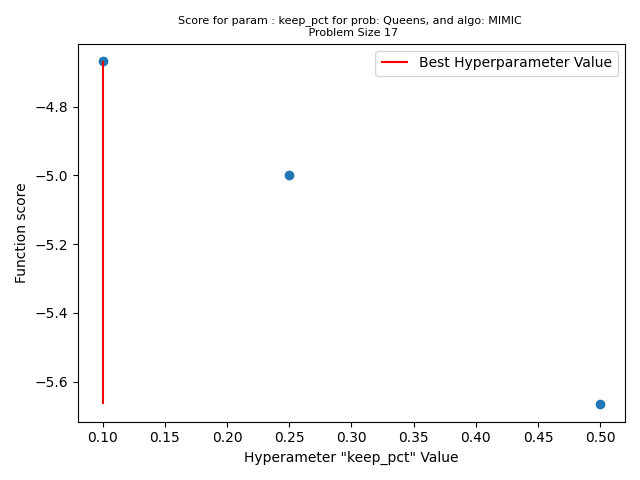 Score for param : keep_pct for prob: Queens, and algo: MIMIC
Problem Size 17
Best Hyperparameter Value
Function score
−4.8
−5.0
−5.2
−5.4
−5.6
0.10 0.15 0.20 0.25 0.30 0.35 0.40 0.45 0.50
Hyperameter "keep_pct" Value